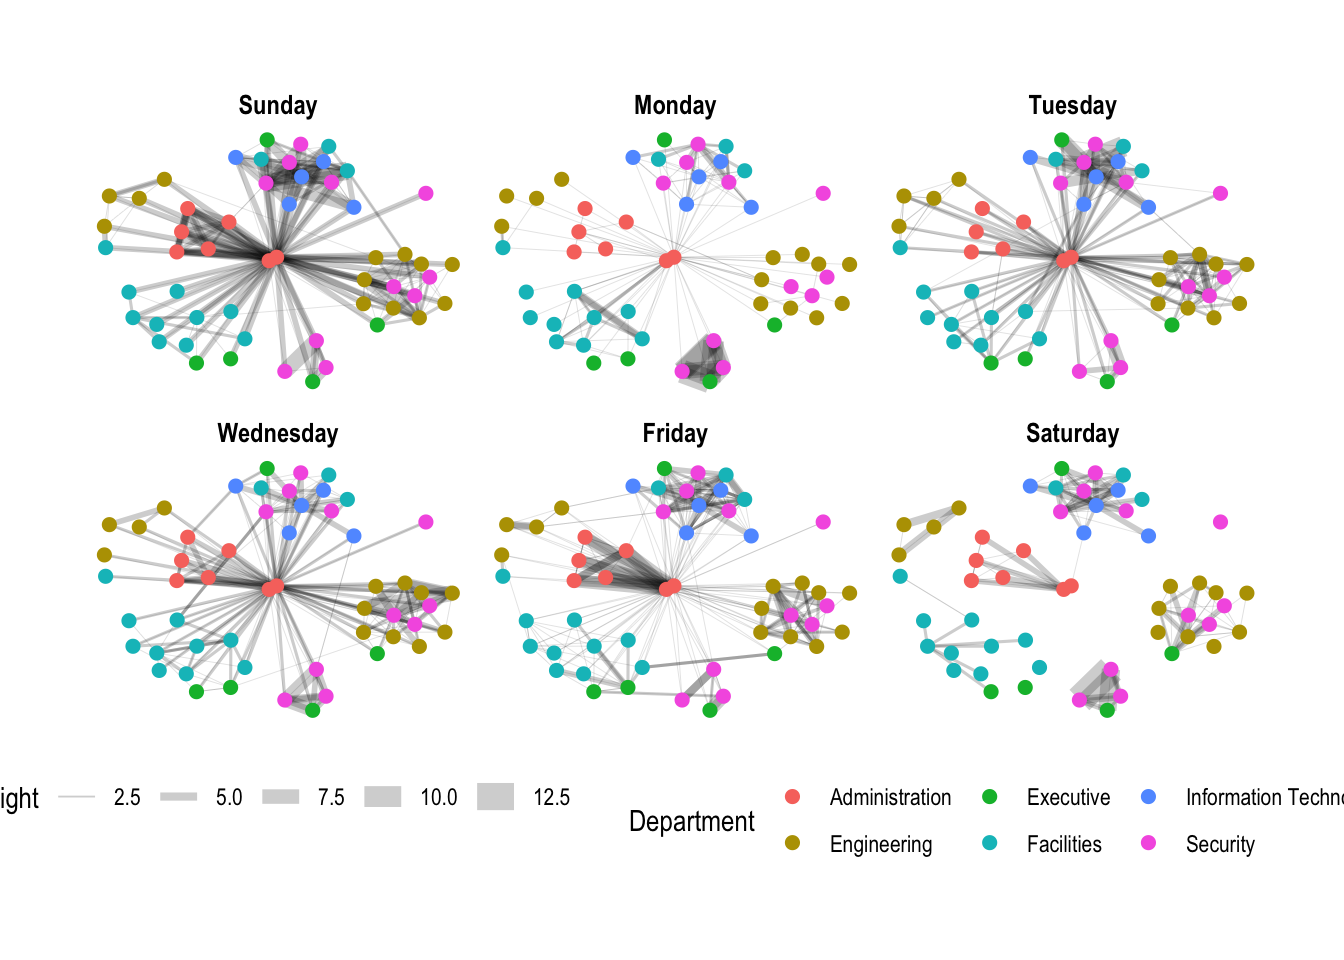 Sunday
Monday
Tuesday
Wednesday
Friday
Saturday
ight 2.5 5.0 7.5 10.0 12.5
Department
Administration Executive Information Techno
Engineering Facilities Security